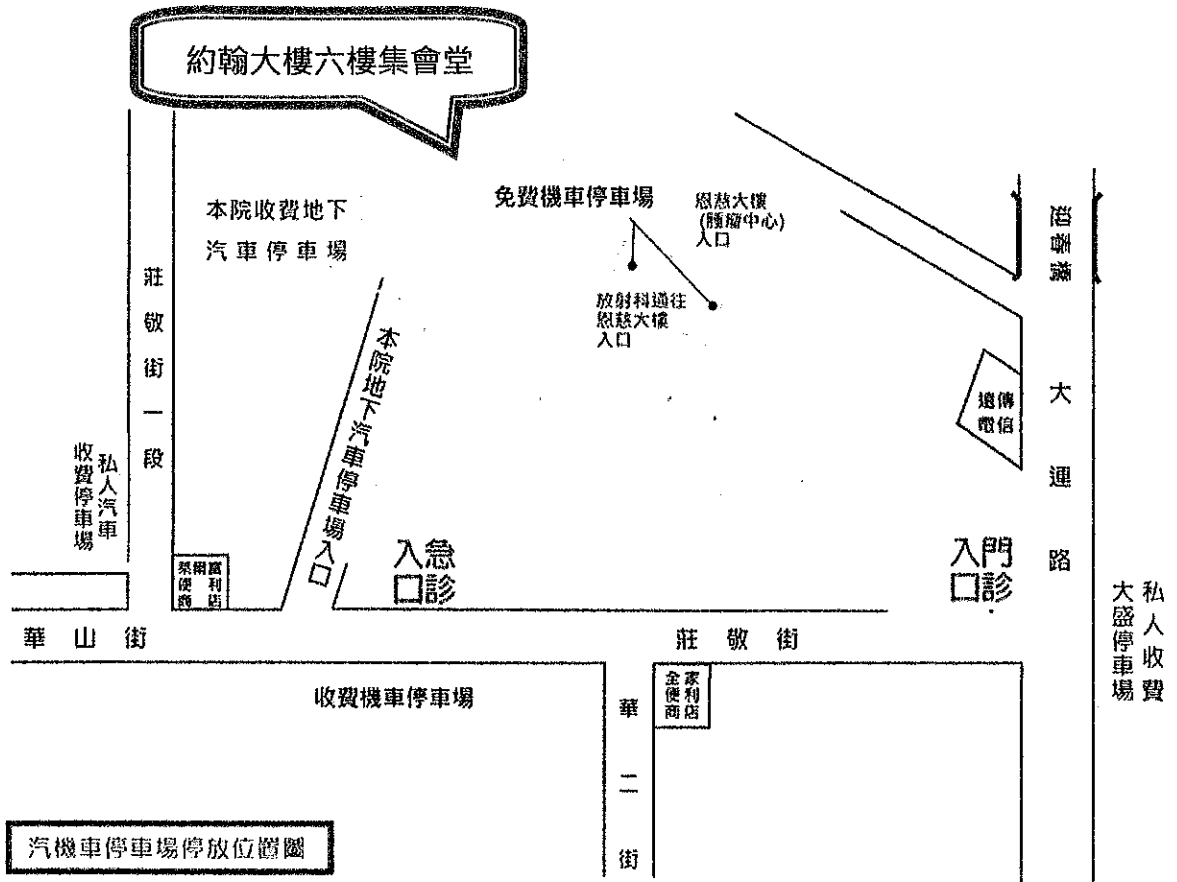 約翰大樓六樓集會堂
本院收費地下
汽車停車場
免費機車停車場
恩慈大樓
(腫瘤中心)
入口
放射科通往
恩慈大樓
入口
迎春橋
莊敬街一段
本院地下汽車停車場入口
遠傳
電信
大連路
私人汽車
收費停車場
萊爾富
便利
商店
急診
入口
門診
入口
私人收費
大盛停車場
華山街
莊敬街
收費機車停車場
全家
便利
商店
華二街
汽機車停車場停放位置圖